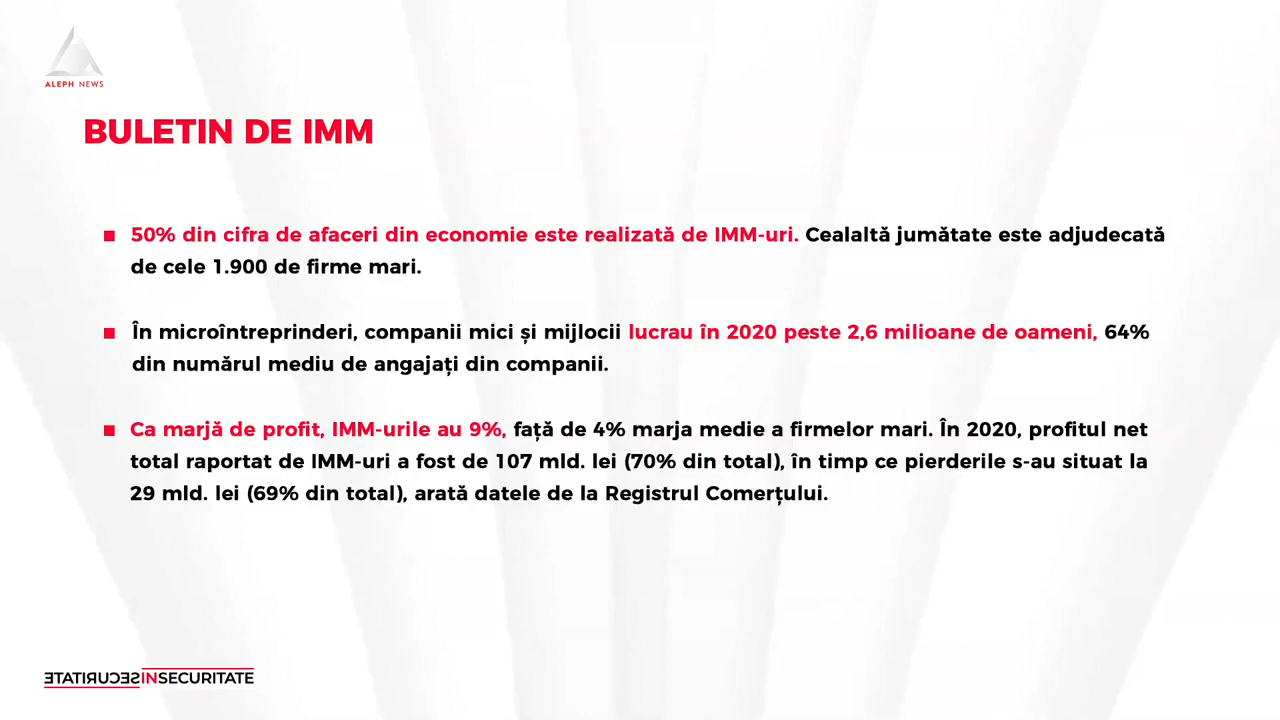 ALEPH NEWS
BULETIN DE IMM
50% din cifra de afaceri din economie este realizată de IMM-uri. Cealaltă jumătate este adjudecată
de cele 1.900 de firme mari.
În microîntreprinderi, companii mici și mijlocii lucrau în 2020 peste 2,6 milioane de oameni, 64%
din numărul mediu de angajați din companii.
Ca marjă de profit, IMM-urile au 9%, față de 4% marja medie a firmelor mari. În 2020, profitul net
total raportat de IMM-uri a fost de 107 mld. lei (70% din total), în timp ce pierderile s-au situat la
29 mld. lei (69% din total), arată datele de la Registrul Comerțului.
SECURITATE INSECURITATE